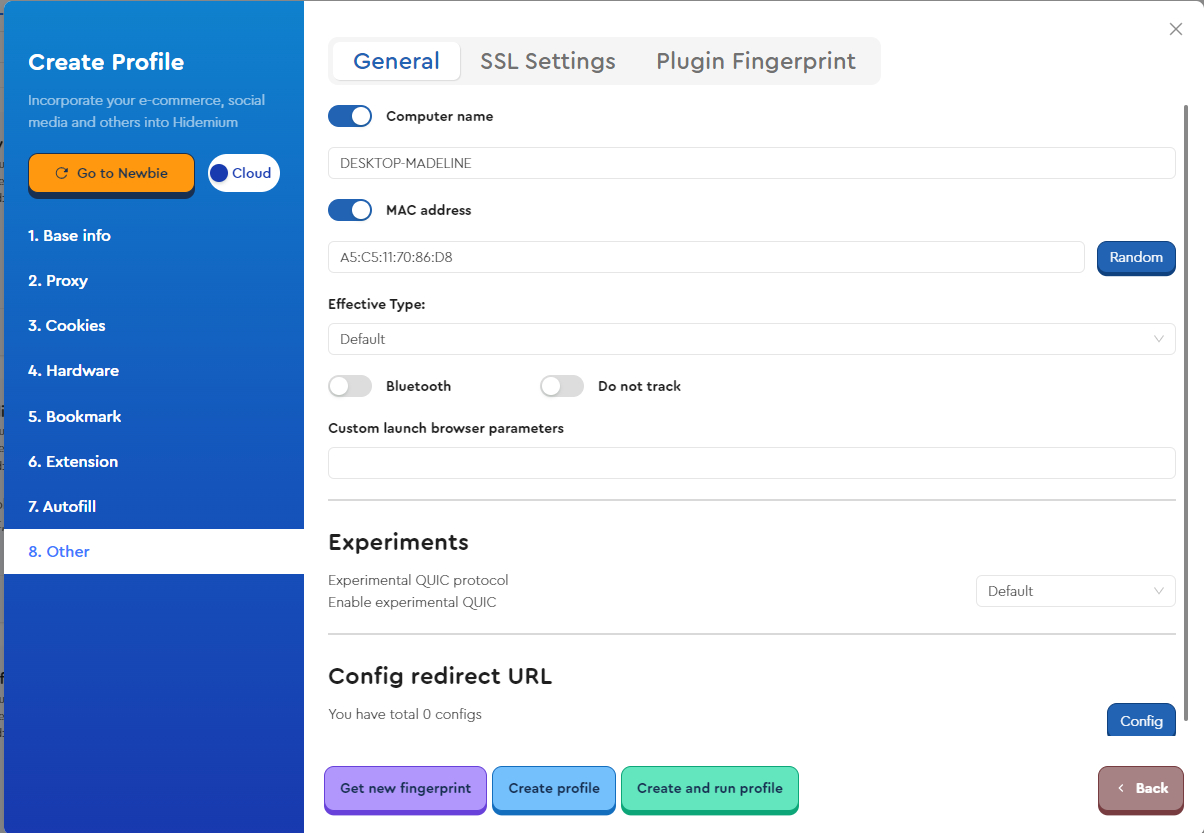 Create Profile
Incorporate your e-commerce, social
media and others into Hidemium
Go to Newbie
Cloud
1. Base info
2. Proxy
3. Cookies
4. Hardware
5. Bookmark
6. Extension
7. Autofill
8. Other
General
SSL Settings
Plugin Fingerprint
Computer name
DESKTOP-MADELINE
MAC address
A5:C5:11:70:86:D8
Random
Effective Type:
Default
Bluetooth
Do not track
Custom launch browser parameters
Experiments
Experimental QUIC protocol
Enable experimental QUIC
Default
Config redirect URL
You have total 0 configs
Config
Get new fingerprint
Create profile
Create and run profile
Back